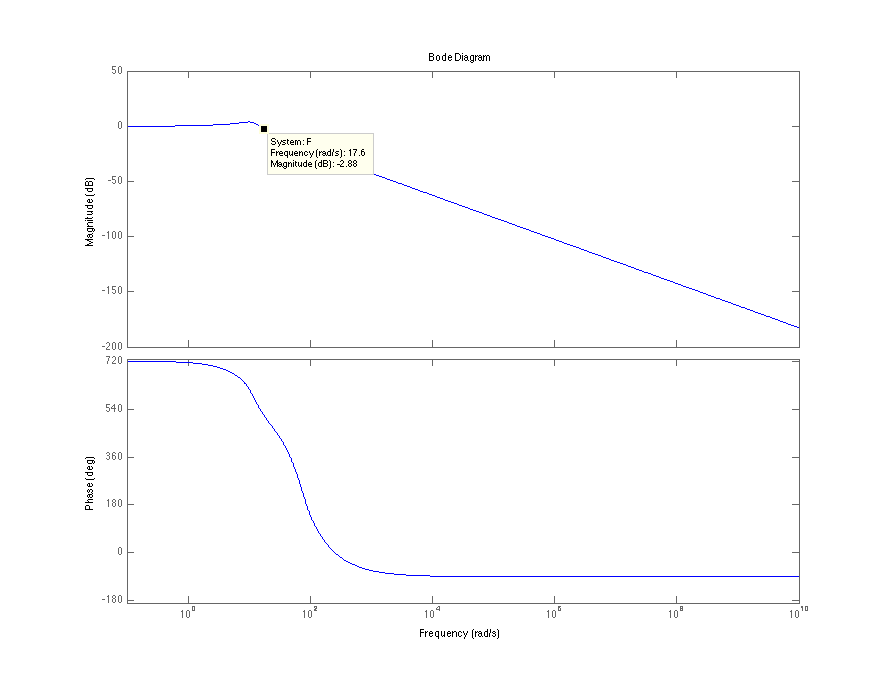 Bode Diagram
50
0
-50
-100
-150
-200
Magnitude (dB)
System: F
Frequency (rad/s): 17.6
Magnitude (dB): -2.88
720
540
360
180
0
-180
Phase (deg)
10^0 10^2 10^4 10^6 10^8 10^10
Frequency (rad/s)